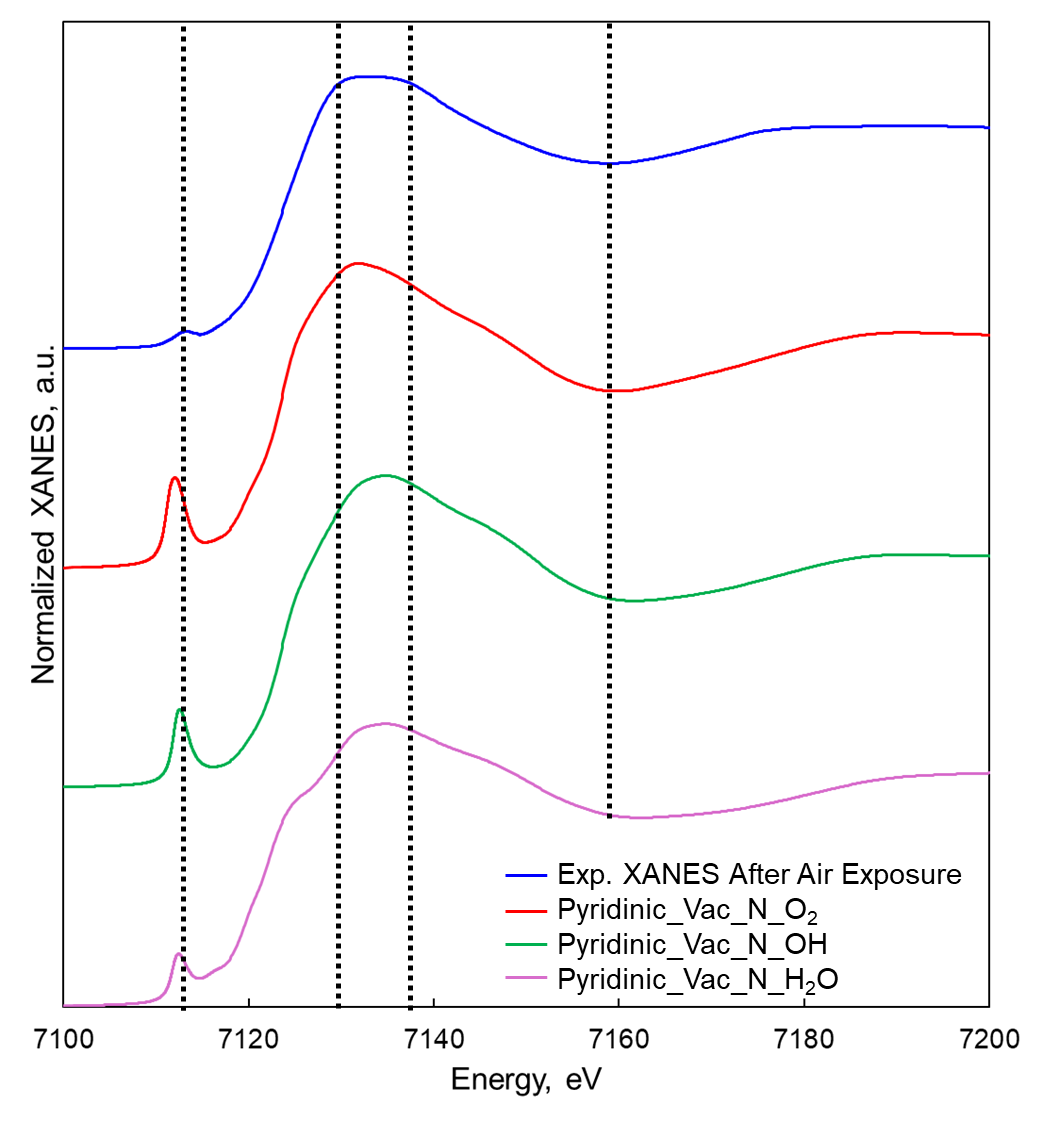 Normalized XANES, a.u.
Exp. XANES After Air Exposure
Pyridinic_Vac_N_O₂
Pyridinic_Vac_N_OH
Pyridinic_Vac_N_H₂O
7100 7120 7140 7160 7180 7200
Energy, eV